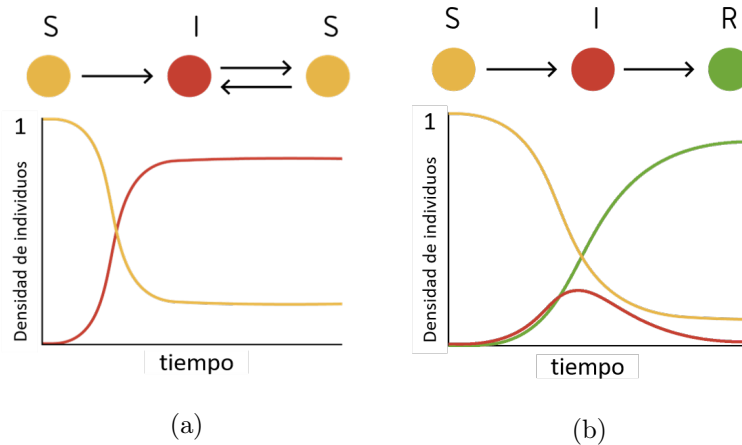 S I S
1
Densidad de individuos
tiempo
(a)
S I R
1
Densidad de individuos
tiempo
(b)